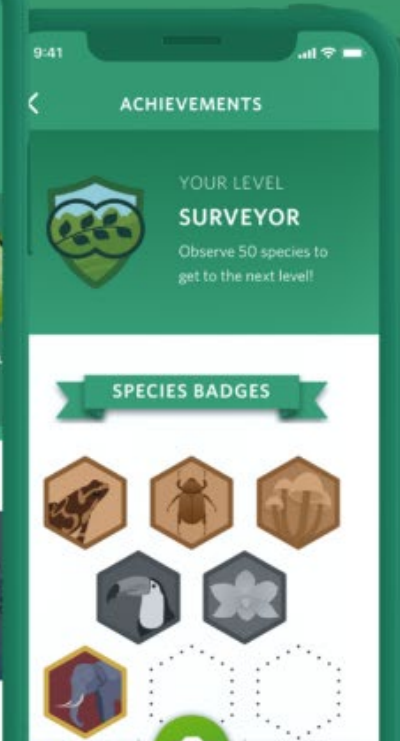 9:41
ACHIEVEMENTS
YOUR LEVEL
SURVEYOR
Observe 50 species to
get to the next level!
SPECIES BADGES